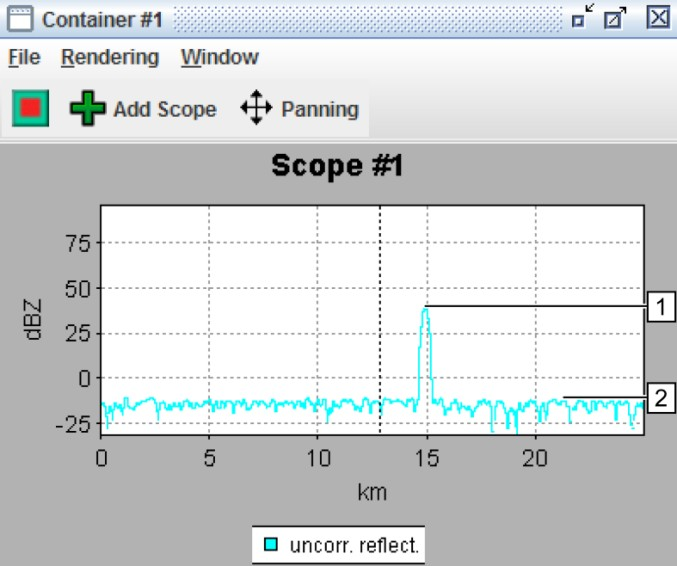 Container #1
File Rendering Window
Add Scope Panning
Scope #1
75
50
25
0
-25
dBZ
1
2
0 5 10 15 20
km
uncorr. reflect.